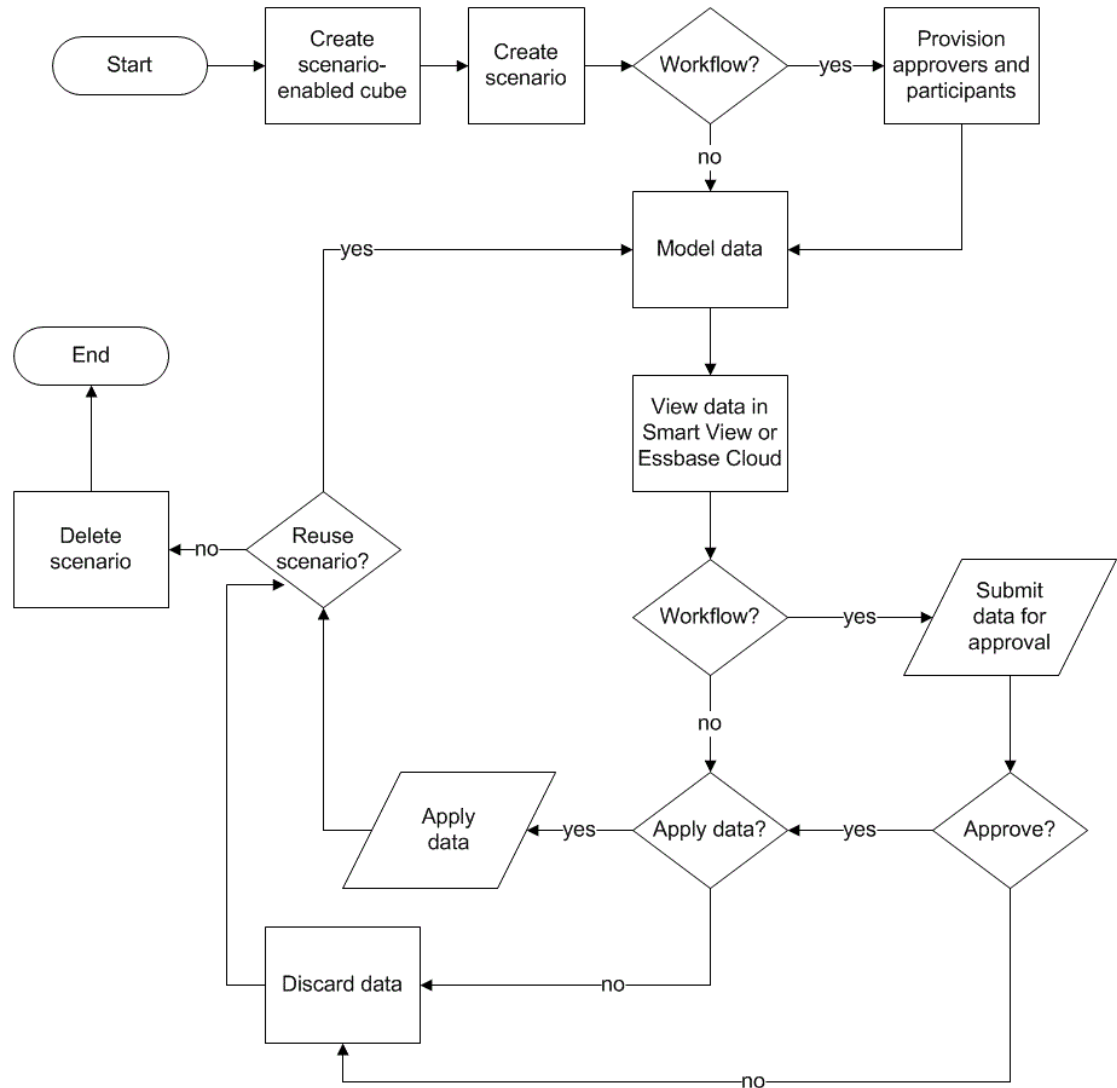 Start
Create
scenario-
enabled cube
Create
scenario
Workflow?
yes
Provision
approvers and
participants
no
Model data
yes
End
View data in
Smart View or
Essbase Cloud
Delete
scenario
no
Reuse
scenario?
Workflow?
yes
Submit
data for
approval
no
Apply
data
yes
Apply data?
yes
Approve?
Discard data
no
no